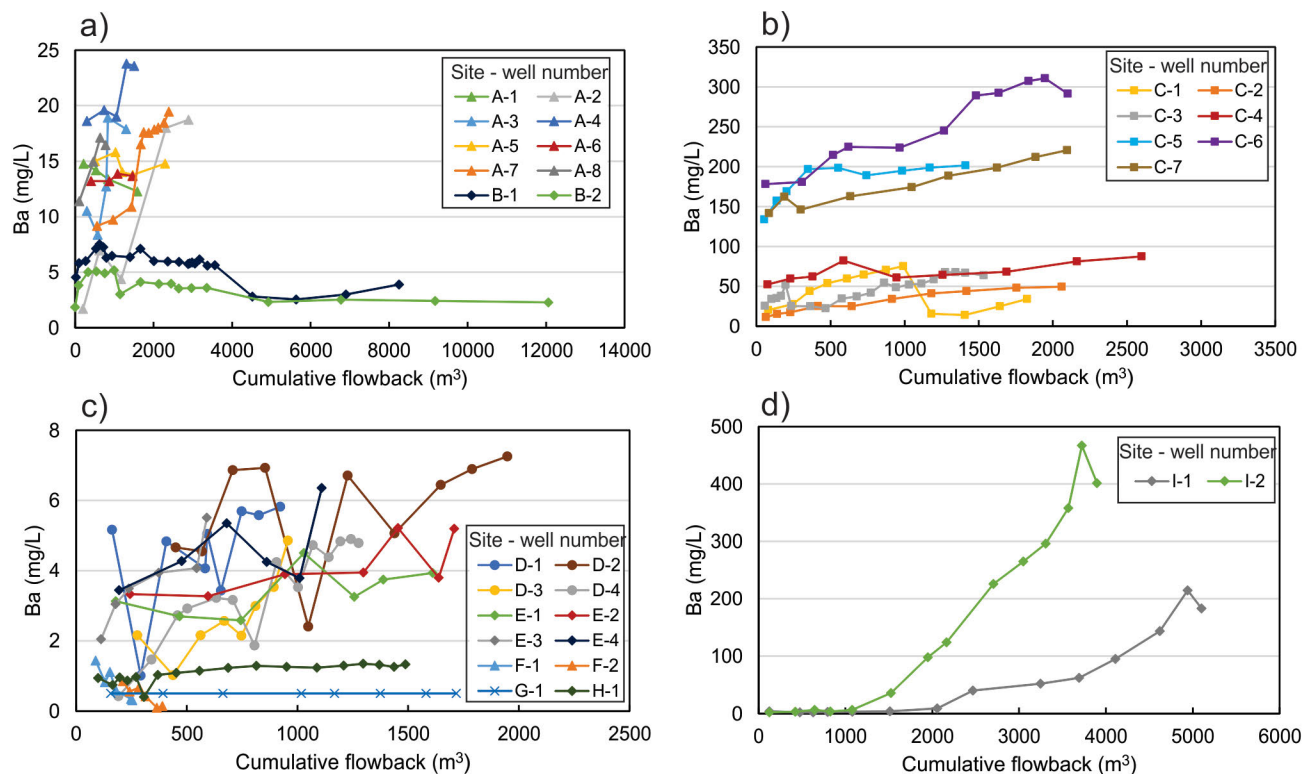 a)
25
20
15
10
5
0
Ba (mg/L)
0 2000 4000 6000 8000 10000 12000 14000
Cumulative flowback (m³)
Site - well number
A-1 A-2
A-3 A-4
A-5 A-6
A-7 A-8
B-1 B-2
b)
350
300
250
200
150
100
50
0
Ba (mg/L)
0 500 1000 1500 2000 2500 3000 3500
Cumulative flowback (m³)
Site - well number
C-1 C-2
C-3 C-4
C-5 C-6
C-7
c)
8
6
4
2
0
Ba (mg/L)
0 500 1000 1500 2000 2500
Cumulative flowback (m³)
Site - well number
D-1 D-2
D-3 D-4
E-1 E-2
E-3 E-4
F-1 F-2
G-1 H-1
d)
500
400
300
200
100
0
Ba (mg/L)
0 1000 2000 3000 4000 5000 6000
Cumulative flowback (m³)
Site - well number
I-1 I-2